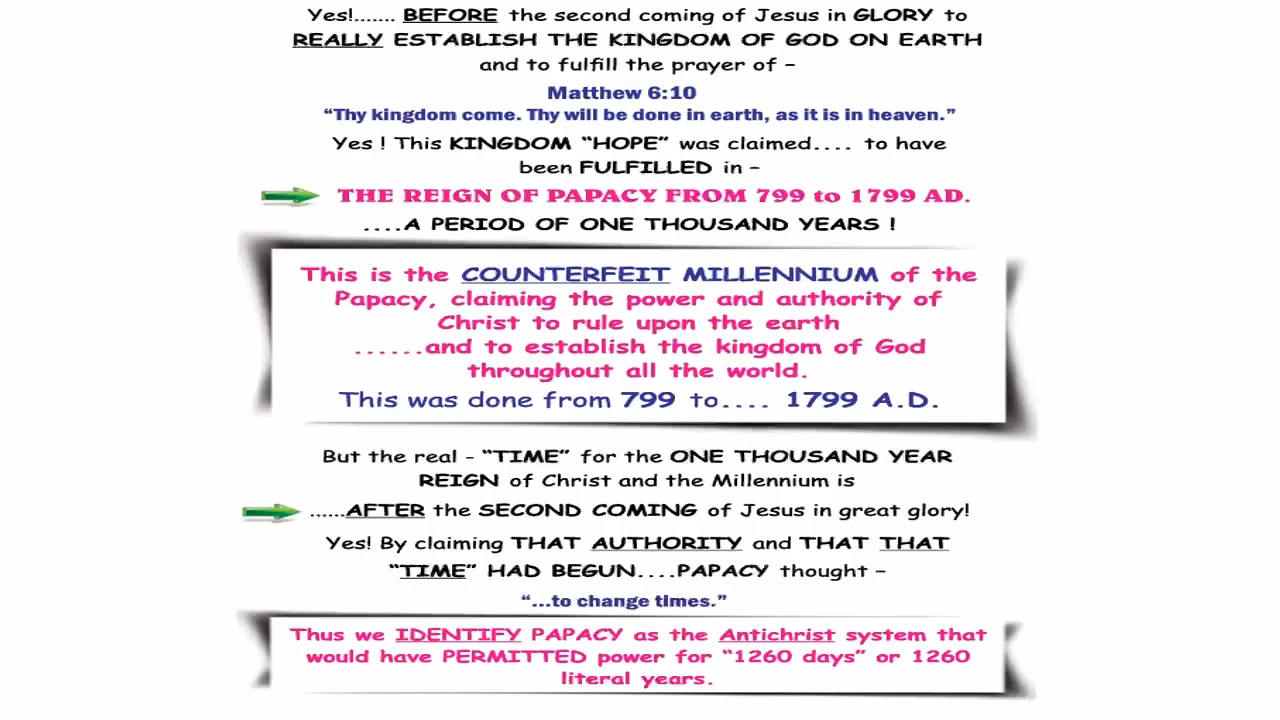 Yes!....... BEFORE the second coming of Jesus in GLORY to
REALLY ESTABLISH THE KINGDOM OF GOD ON EARTH
and to fulfill the prayer of –
Matthew 6:10
“Thy kingdom come. Thy will be done in earth, as it is in heaven.”
Yes ! This KINGDOM “HOPE” was claimed.... to have
been FULFILLED in –
THE REIGN OF PAPACY FROM 799 to 1799 AD.
....A PERIOD OF ONE THOUSAND YEARS !
This is the COUNTERFEIT MILLENNIUM of the
Papacy, claiming the power and authority of
Christ to rule upon the earth
......and to establish the kingdom of God
throughout all the world.
This was done from 799 to.... 1799 A.D.
But the real - “TIME” for the ONE THOUSAND YEAR
REIGN of Christ and the Millennium is
......AFTER the SECOND COMING of Jesus in great glory!
Yes! By claiming THAT AUTHORITY and THAT THAT
“TIME” HAD BEGUN....PAPACY thought –
“...to change times.”
Thus we IDENTIFY PAPACY as the Antichrist system that
would have PERMITTED power for “1260 days” or 1260
literal years.